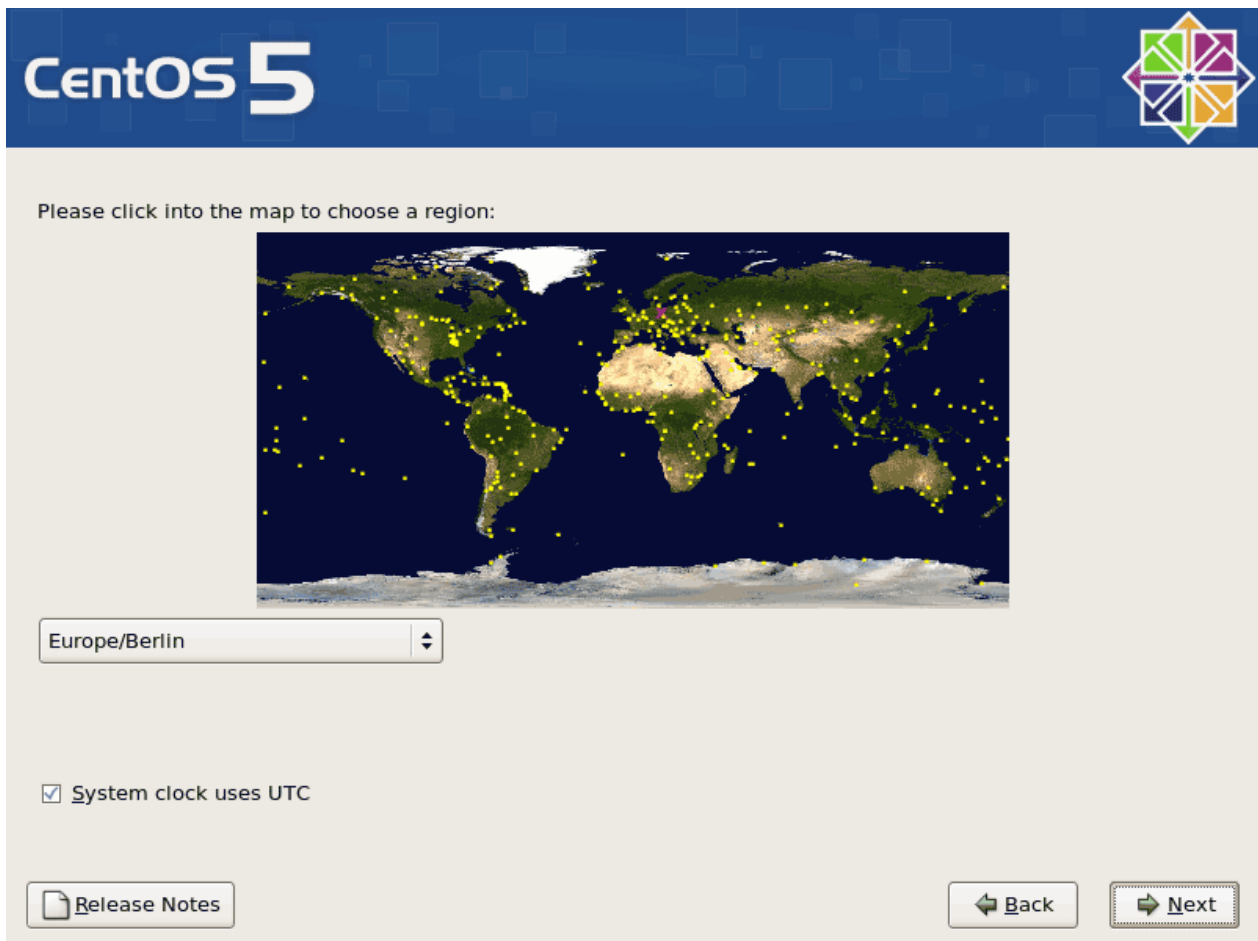 CentOS 5
Please click into the map to choose a region:
Europe/Berlin
System clock uses UTC
Release Notes
Back
Next